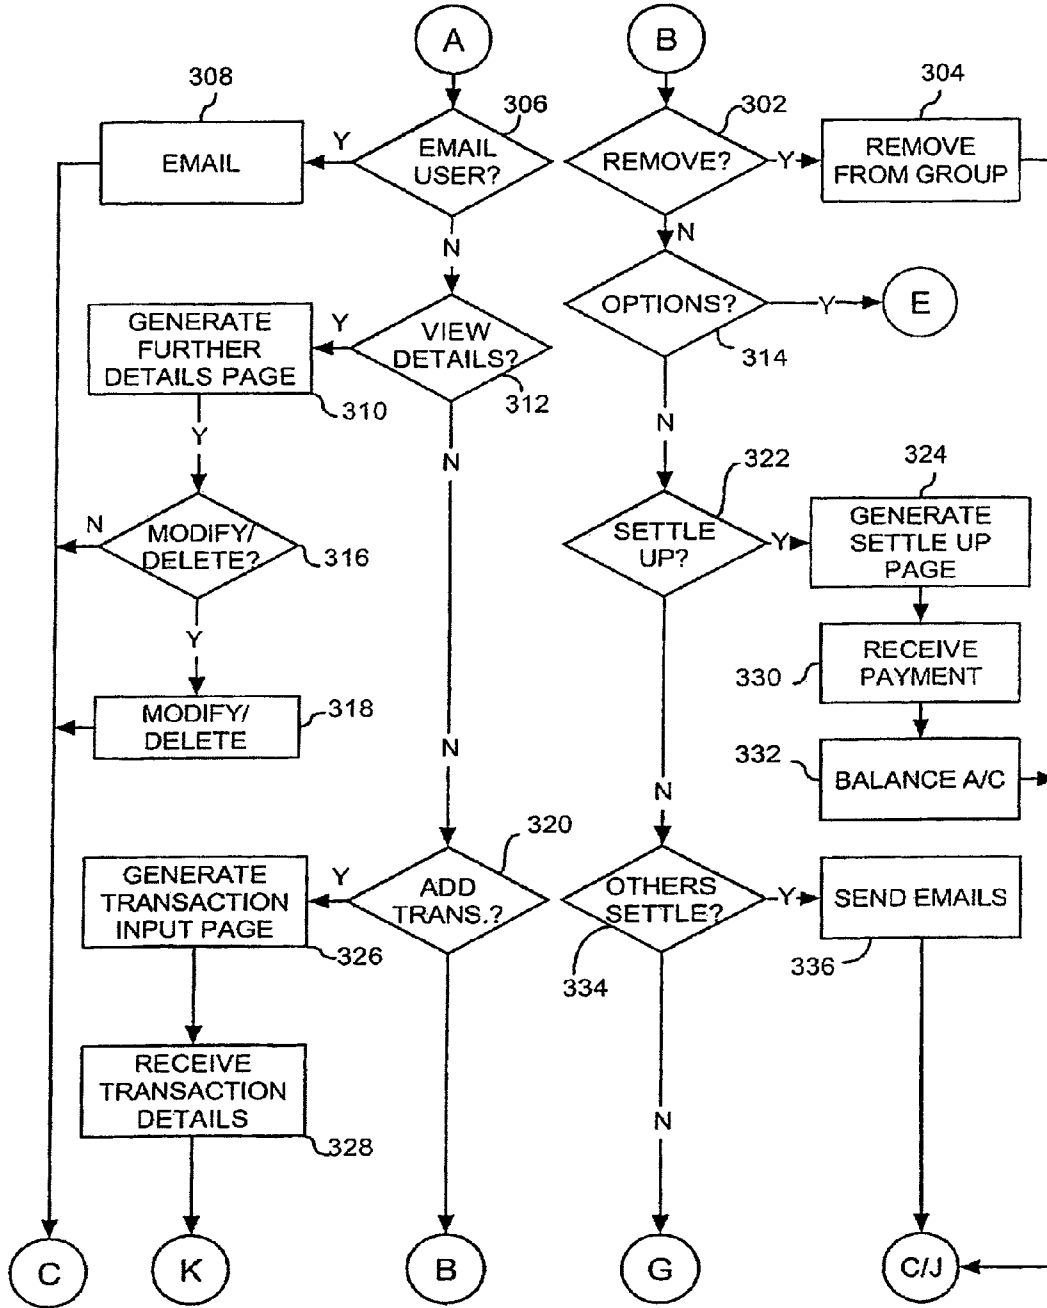 A
B
308
306
302
304
EMAIL
Y
EMAIL
USER?
REMOVE?
Y
REMOVE
FROM GROUP
N
N
GENERATE
FURTHER
DETAILS PAGE
Y
VIEW
DETAILS?
OPTIONS?
Y
E
314
310
312
Y
N
N
322
324
N
MODIFY/
DELETE?
316
SETTLE
UP?
Y
GENERATE
SETTLE UP
PAGE
Y
330
RECEIVE
PAYMENT
MODIFY/
DELETE
318
N
332
BALANCE A/C
N
320
GENERATE
TRANSACTION
INPUT PAGE
Y
ADD
TRANS.?
OTHERS
SETTLE?
Y
SEND EMAILS
326
334
336
RECEIVE
TRANSACTION
DETAILS
328
N
C
K
B
G
C/J